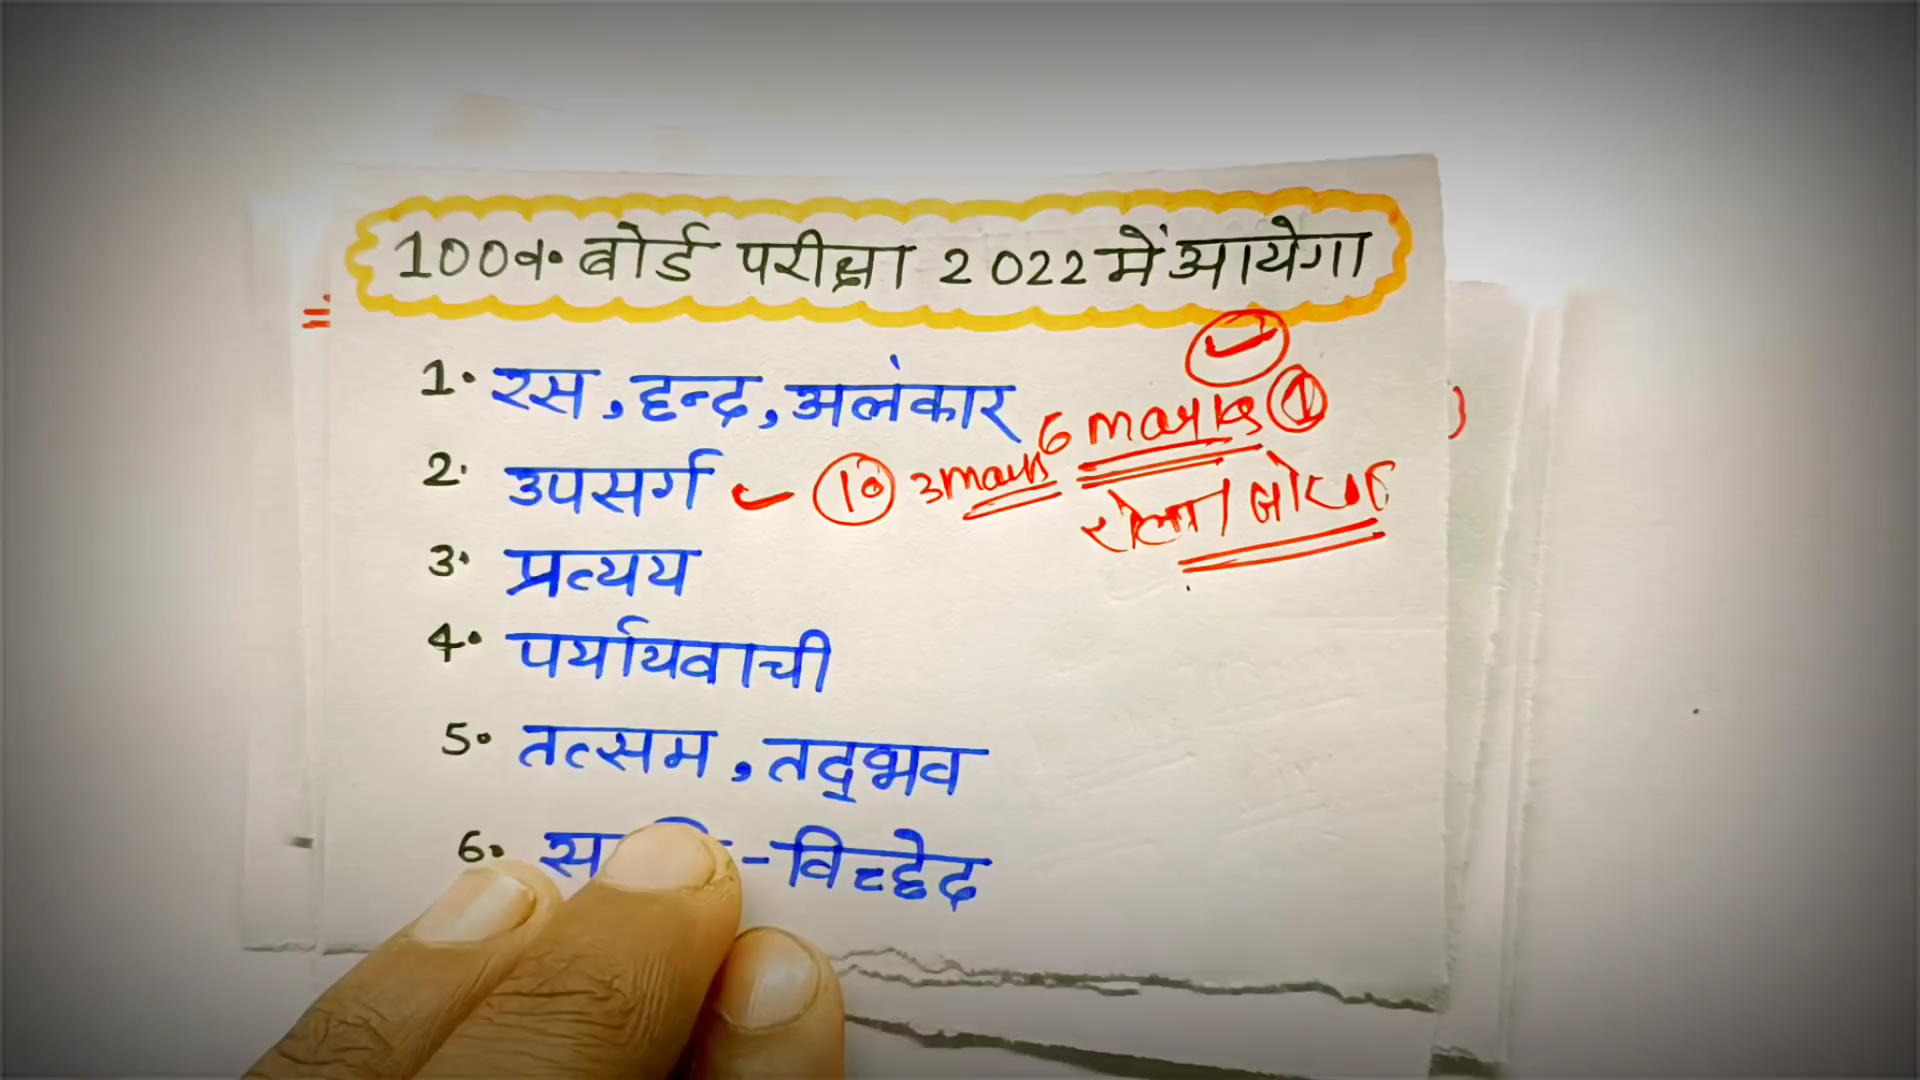 100% बोर्ड परीक्षा 2022 में आयेगा
1. रस, छन्द, अलंकार
6 marks 1
2. उपसर्ग 10 3 marks
रोला / सोरठा
3. प्रत्यय
4. पर्यायवाची
5. तत्सम, तद्भव
6. स -विच्छेद